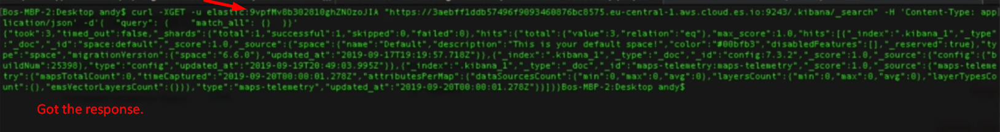 [Bos-MBP-2:Desktop andy$ curl -XGET -u elastic:9vpfMv8b302810ghZNOzoJIA "https://3aebff1ddb57496f9093460876bc8575.eu-central-1.aws.cloud.es.io:9243/.kibana/_search" -H 'Content-Type: app
lication/json' -d'{  "query": {    "match_all": {}  }}'
{"took":3,"timed_out":false,"_shards":{"total":1,"successful":1,"skipped":0,"failed":0},"hits":{"total":{"value":3,"relation":"eq"},"max_score":1.0,"hits":[{"_index":".kibana_1","_type"
:"_doc","_id":"space:default","_score":1.0,"_source":{"space":{"name":"Default","description":"This is your default space!","color":"#00bfb3","disabledFeatures":[],"_reserved":true},"ty
pe":"space","migrationVersion":{"space":"6.6.0"},"updated_at":"2019-09-17T19:19:57.718Z"}},{"_index":".kibana_1","_type":"_doc","_id":"config:7.3.2","_score":1.0,"_source":{"config":{"b
uildNum":25398},"type":"config","updated_at":"2019-09-19T20:49:03.995Z"}},{"_index":".kibana_1","_type":"_doc","_id":"maps-telemetry:maps-telemetry","_score":1.0,"_source":{"maps-teleme
try":{"mapsTotalCount":0,"timeCaptured":"2019-09-20T00:00:01.278Z","attributesPerMap":{"dataSourcesCount":{"min":0,"max":0,"avg":0},"layersCount":{"min":0,"max":0,"avg":0},"layerTypesCo
unt":{},"emsVectorLayersCount":{}}},"type":"maps-telemetry","updated_at":"2019-09-20T00:00:01.278Z"}}]}}Bos-MBP-2:Desktop andy$
Got the response.